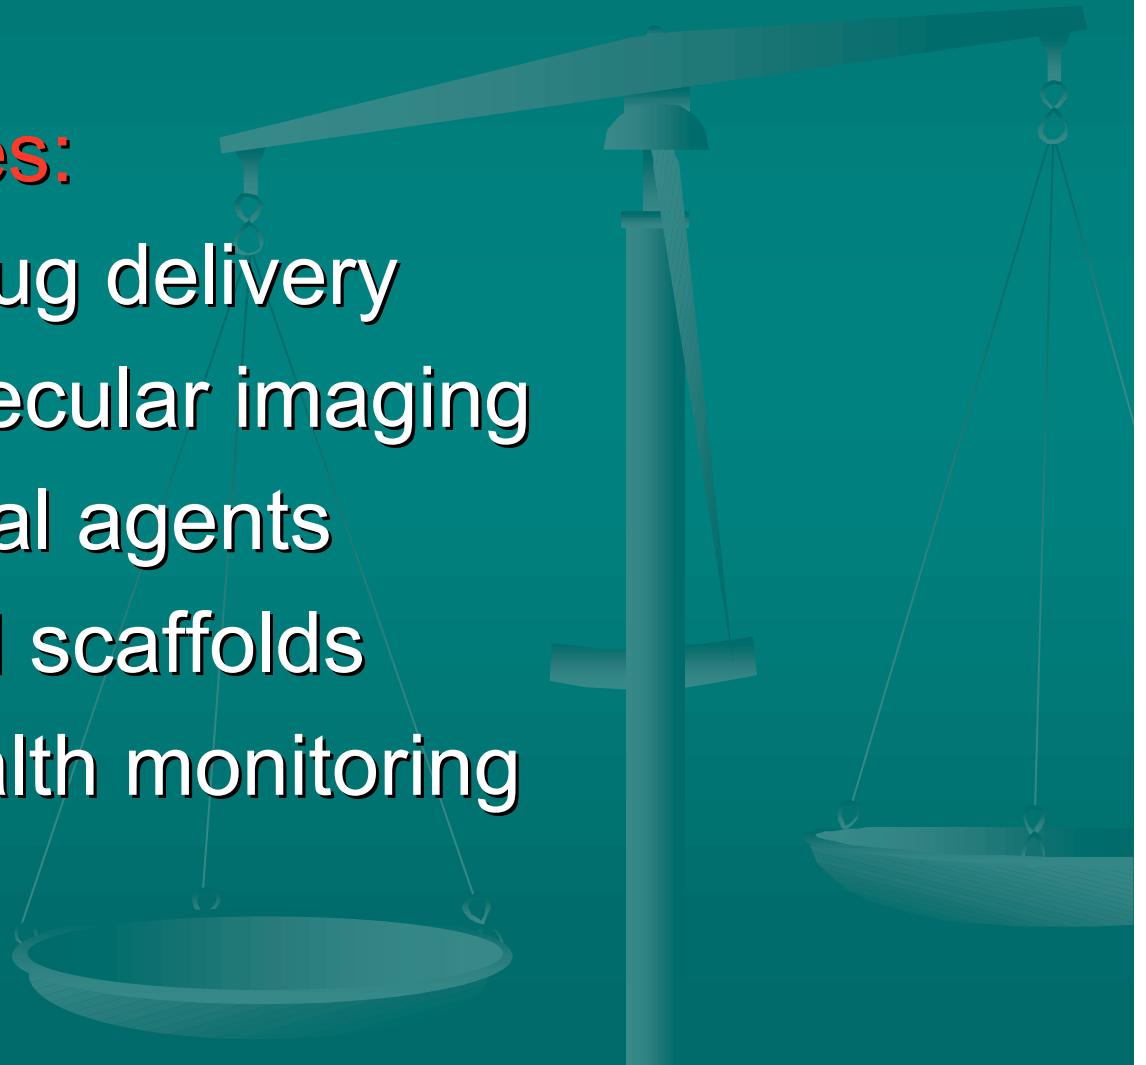 es:
ug delivery
ecular imaging
al agents
scaffolds
alth monitoring